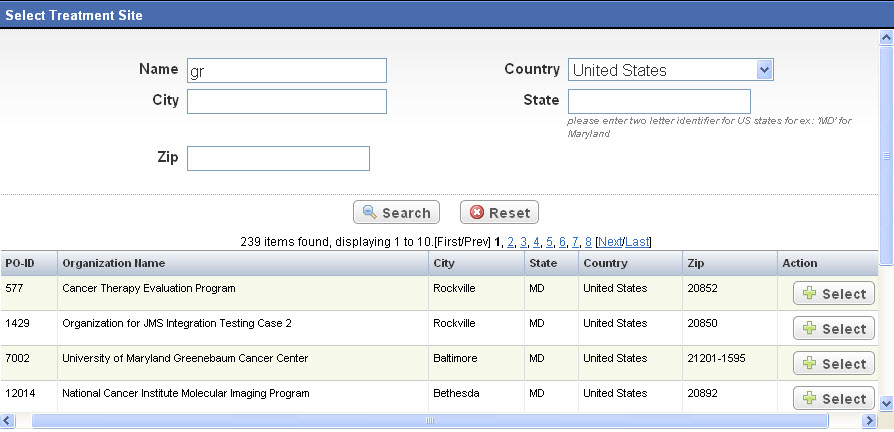 Select Treatment Site
Name gr Country United States
City State
please enter two letter identifier for US states for ex: 'MD' for
Maryland
Zip
Search Reset
239 items found, displaying 1 to 10.[First/Prev] 1, 2, 3, 4, 5, 6, 7, 8 [Next/Last]
PO-ID Organization Name City State Country Zip Action
577 Cancer Therapy Evaluation Program Rockville MD United States 20852 Select
1429 Organization for JMS Integration Testing Case 2 Rockville MD United States 20850 Select
7002 University of Maryland Greenebaum Cancer Center Baltimore MD United States 21201-1595 Select
12014 National Cancer Institute Molecular Imaging Program Bethesda MD United States 20892 Select